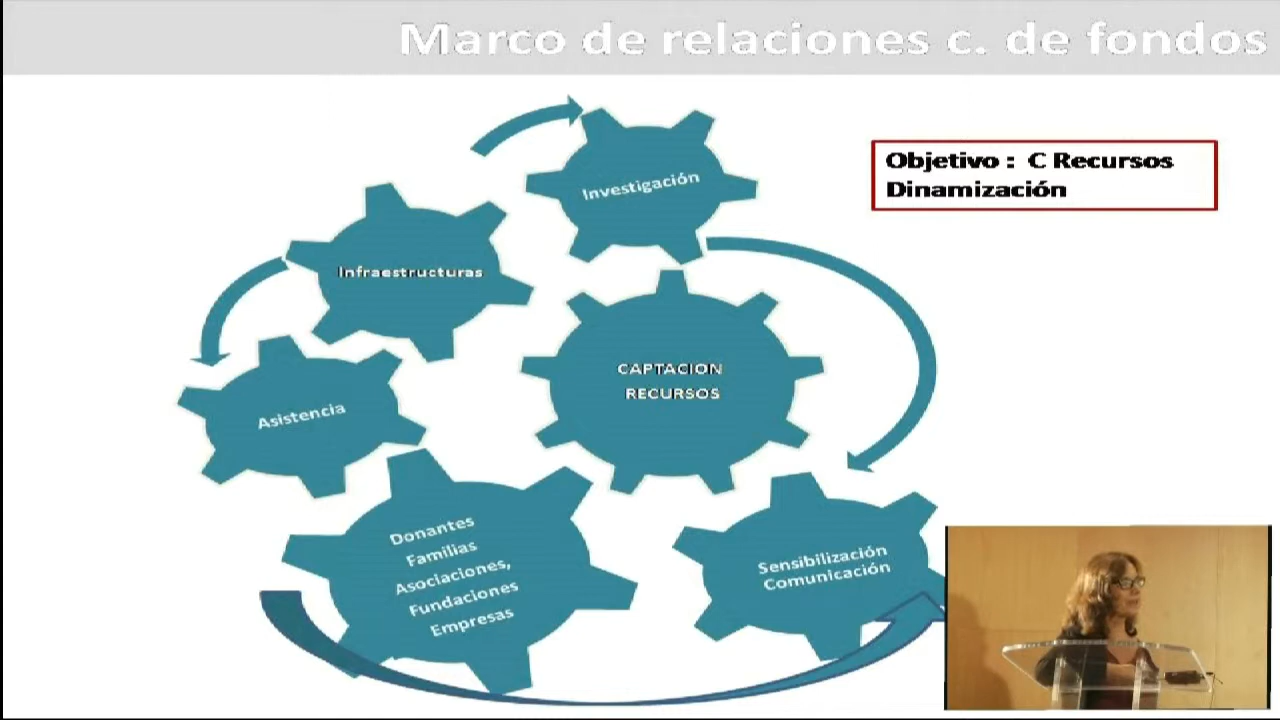 Marco de relaciones c. de fondos
Investigación
Objetivo : C Recursos
Dinamización
Infraestructuras
CAPTACION
RECURSOS
Asistencia
Donantes
Familias
Asociaciones,
Fundaciones
Empresas
Sensibilización
Comunicación